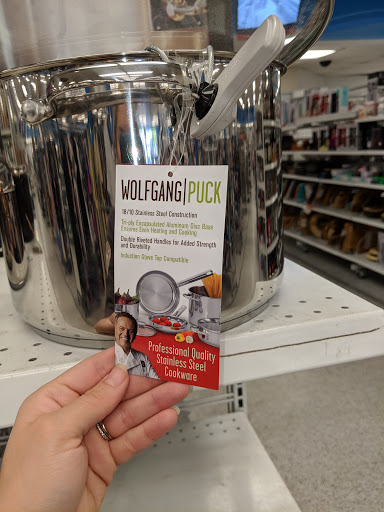 WOLFGANG|PUCK
18/10 Stainless Steel Construction
Tri-ply Encapsulated Aluminum Disc Base
Ensures Even Heating and Cooking
Double Riveted Handles for Added Strength
and Durability
Induction Stove Top Compatible
Professional Quality
Stainless Steel
Cookware